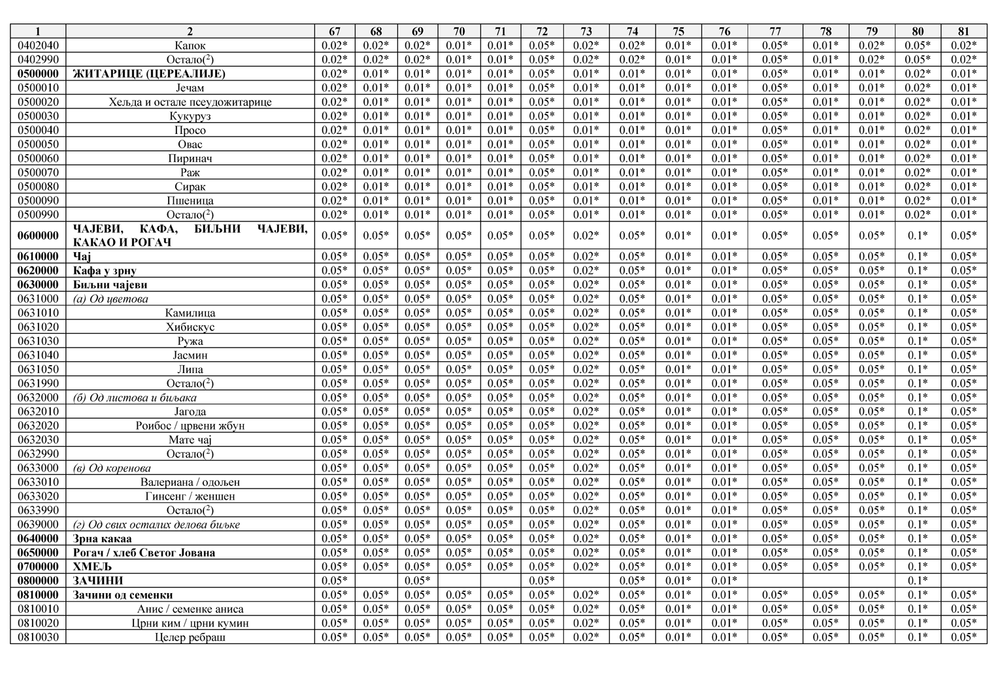 1 2 67 68 69 70 71 72 73 74 75 76 77 78 79 80 81
0402040 Капок 0.02* 0.02* 0.02* 0.01* 0.01* 0.05* 0.02* 0.02* 0.01* 0.01* 0.05* 0.01* 0.02* 0.05* 0.02*
0402990 Остало(²) 0.02* 0.02* 0.02* 0.01* 0.01* 0.05* 0.02* 0.02* 0.01* 0.01* 0.05* 0.01* 0.02* 0.05* 0.02*
0500000 ЖИТАРИЦЕ (ЦЕРЕАЛИЈЕ) 0.02* 0.01* 0.01* 0.01* 0.01* 0.05* 0.01* 0.01* 0.01* 0.01* 0.05* 0.01* 0.01* 0.02* 0.01*
0500010 Јечам 0.02* 0.01* 0.01* 0.01* 0.01* 0.05* 0.01* 0.01* 0.01* 0.01* 0.05* 0.01* 0.01* 0.02* 0.01*
0500020 Хељда и остале псеудожитарице 0.02* 0.01* 0.01* 0.01* 0.01* 0.05* 0.01* 0.01* 0.01* 0.01* 0.05* 0.01* 0.01* 0.02* 0.01*
0500030 Кукуруз 0.02* 0.01* 0.01* 0.01* 0.01* 0.05* 0.01* 0.01* 0.01* 0.01* 0.05* 0.01* 0.01* 0.02* 0.01*
0500040 Просо 0.02* 0.01* 0.01* 0.01* 0.01* 0.05* 0.01* 0.01* 0.01* 0.01* 0.05* 0.01* 0.01* 0.02* 0.01*
0500050 Овас 0.02* 0.01* 0.01* 0.01* 0.01* 0.05* 0.01* 0.01* 0.01* 0.01* 0.05* 0.01* 0.01* 0.02* 0.01*
0500060 Пиринач 0.02* 0.01* 0.01* 0.01* 0.01* 0.05* 0.01* 0.01* 0.01* 0.01* 0.05* 0.01* 0.01* 0.02* 0.01*
0500070 Раж 0.02* 0.01* 0.01* 0.01* 0.01* 0.05* 0.01* 0.01* 0.01* 0.01* 0.05* 0.01* 0.01* 0.02* 0.01*
0500080 Сирак 0.02* 0.01* 0.01* 0.01* 0.01* 0.05* 0.01* 0.01* 0.01* 0.01* 0.05* 0.01* 0.01* 0.02* 0.01*
0500090 Пшеница 0.02* 0.01* 0.01* 0.01* 0.01* 0.05* 0.01* 0.01* 0.01* 0.01* 0.05* 0.01* 0.01* 0.02* 0.01*
0500990 Остало(²) 0.02* 0.01* 0.01* 0.01* 0.01* 0.05* 0.01* 0.01* 0.01* 0.01* 0.05* 0.01* 0.01* 0.02* 0.01*
ЧАЈЕВИ, КАФА, БИЉНИ ЧАЈЕВИ,
0600000 КАКАО И РОГАЧ 0.05* 0.05* 0.05* 0.05* 0.05* 0.05* 0.02* 0.05* 0.01* 0.01* 0.05* 0.05* 0.05* 0.1* 0.05*
0610000 Чај 0.05* 0.05* 0.05* 0.05* 0.05* 0.05* 0.02* 0.05* 0.01* 0.01* 0.05* 0.05* 0.05* 0.1* 0.05*
0620000 Кафа у зрну 0.05* 0.05* 0.05* 0.05* 0.05* 0.05* 0.02* 0.05* 0.01* 0.01* 0.05* 0.05* 0.05* 0.1* 0.05*
0630000 Биљни чајеви 0.05* 0.05* 0.05* 0.05* 0.05* 0.05* 0.02* 0.05* 0.01* 0.01* 0.05* 0.05* 0.05* 0.1* 0.05*
0631000 (а) Од цветова 0.05* 0.05* 0.05* 0.05* 0.05* 0.05* 0.02* 0.05* 0.01* 0.01* 0.05* 0.05* 0.05* 0.1* 0.05*
0631010 Камилица 0.05* 0.05* 0.05* 0.05* 0.05* 0.05* 0.02* 0.05* 0.01* 0.01* 0.05* 0.05* 0.05* 0.1* 0.05*
0631020 Хибискус 0.05* 0.05* 0.05* 0.05* 0.05* 0.05* 0.02* 0.05* 0.01* 0.01* 0.05* 0.05* 0.05* 0.1* 0.05*
0631030 Ружа 0.05* 0.05* 0.05* 0.05* 0.05* 0.05* 0.02* 0.05* 0.01* 0.01* 0.05* 0.05* 0.05* 0.1* 0.05*
0631040 Јасмин 0.05* 0.05* 0.05* 0.05* 0.05* 0.05* 0.02* 0.05* 0.01* 0.01* 0.05* 0.05* 0.05* 0.1* 0.05*
0631050 Липа 0.05* 0.05* 0.05* 0.05* 0.05* 0.05* 0.02* 0.05* 0.01* 0.01* 0.05* 0.05* 0.05* 0.1* 0.05*
0631990 Остало(²) 0.05* 0.05* 0.05* 0.05* 0.05* 0.05* 0.02* 0.05* 0.01* 0.01* 0.05* 0.05* 0.05* 0.1* 0.05*
0632000 (б) Од листова и биљака 0.05* 0.05* 0.05* 0.05* 0.05* 0.05* 0.02* 0.05* 0.01* 0.01* 0.05* 0.05* 0.05* 0.1* 0.05*
0632010 Јагода 0.05* 0.05* 0.05* 0.05* 0.05* 0.05* 0.02* 0.05* 0.01* 0.01* 0.05* 0.05* 0.05* 0.1* 0.05*
0632020 Роибос / црвени жбун 0.05* 0.05* 0.05* 0.05* 0.05* 0.05* 0.02* 0.05* 0.01* 0.01* 0.05* 0.05* 0.05* 0.1* 0.05*
0632030 Мате чај 0.05* 0.05* 0.05* 0.05* 0.05* 0.05* 0.02* 0.05* 0.01* 0.01* 0.05* 0.05* 0.05* 0.1* 0.05*
0632990 Остало(²) 0.05* 0.05* 0.05* 0.05* 0.05* 0.05* 0.02* 0.05* 0.01* 0.01* 0.05* 0.05* 0.05* 0.1* 0.05*
0633000 (в) Од коренова 0.05* 0.05* 0.05* 0.05* 0.05* 0.05* 0.02* 0.05* 0.01* 0.01* 0.05* 0.05* 0.05* 0.1* 0.05*
0633010 Валериана / одољен 0.05* 0.05* 0.05* 0.05* 0.05* 0.05* 0.02* 0.05* 0.01* 0.01* 0.05* 0.05* 0.05* 0.1* 0.05*
0633020 Гинсенг / женшен 0.05* 0.05* 0.05* 0.05* 0.05* 0.05* 0.02* 0.05* 0.01* 0.01* 0.05* 0.05* 0.05* 0.1* 0.05*
0633990 Остало(²) 0.05* 0.05* 0.05* 0.05* 0.05* 0.05* 0.02* 0.05* 0.01* 0.01* 0.05* 0.05* 0.05* 0.1* 0.05*
0639000 (г) Од свих осталих делова биљке 0.05* 0.05* 0.05* 0.05* 0.05* 0.05* 0.02* 0.05* 0.01* 0.01* 0.05* 0.05* 0.05* 0.1* 0.05*
0640000 Зрна какаа 0.05* 0.05* 0.05* 0.05* 0.05* 0.05* 0.02* 0.05* 0.01* 0.01* 0.05* 0.05* 0.05* 0.1* 0.05*
0650000 Рогач / хлеб Светог Јована 0.05* 0.05* 0.05* 0.05* 0.05* 0.05* 0.02* 0.05* 0.01* 0.01* 0.05* 0.05* 0.05* 0.1* 0.05*
0700000 ХМЕЉ 0.05* 0.05* 0.05* 0.05* 0.05* 0.05* 0.02* 0.05* 0.01* 0.01* 0.05* 0.05* 0.05* 0.1* 0.05*
0800000 ЗАЧИНИ 0.05* 0.05* 0.05* 0.05* 0.01* 0.01* 0.1*
0810000 Зачини од семенки 0.05* 0.05* 0.05* 0.05* 0.05* 0.05* 0.02* 0.05* 0.01* 0.01* 0.05* 0.05* 0.05* 0.1* 0.05*
0810010 Анис / семенке аниса 0.05* 0.05* 0.05* 0.05* 0.05* 0.05* 0.02* 0.05* 0.01* 0.01* 0.05* 0.05* 0.05* 0.1* 0.05*
0810020 Црни ким / црни кумин 0.05* 0.05* 0.05* 0.05* 0.05* 0.05* 0.02* 0.05* 0.01* 0.01* 0.05* 0.05* 0.05* 0.1* 0.05*
0810030 Целер ребраш 0.05* 0.05* 0.05* 0.05* 0.05* 0.05* 0.02* 0.05* 0.01* 0.01* 0.05* 0.05* 0.05* 0.1* 0.05*